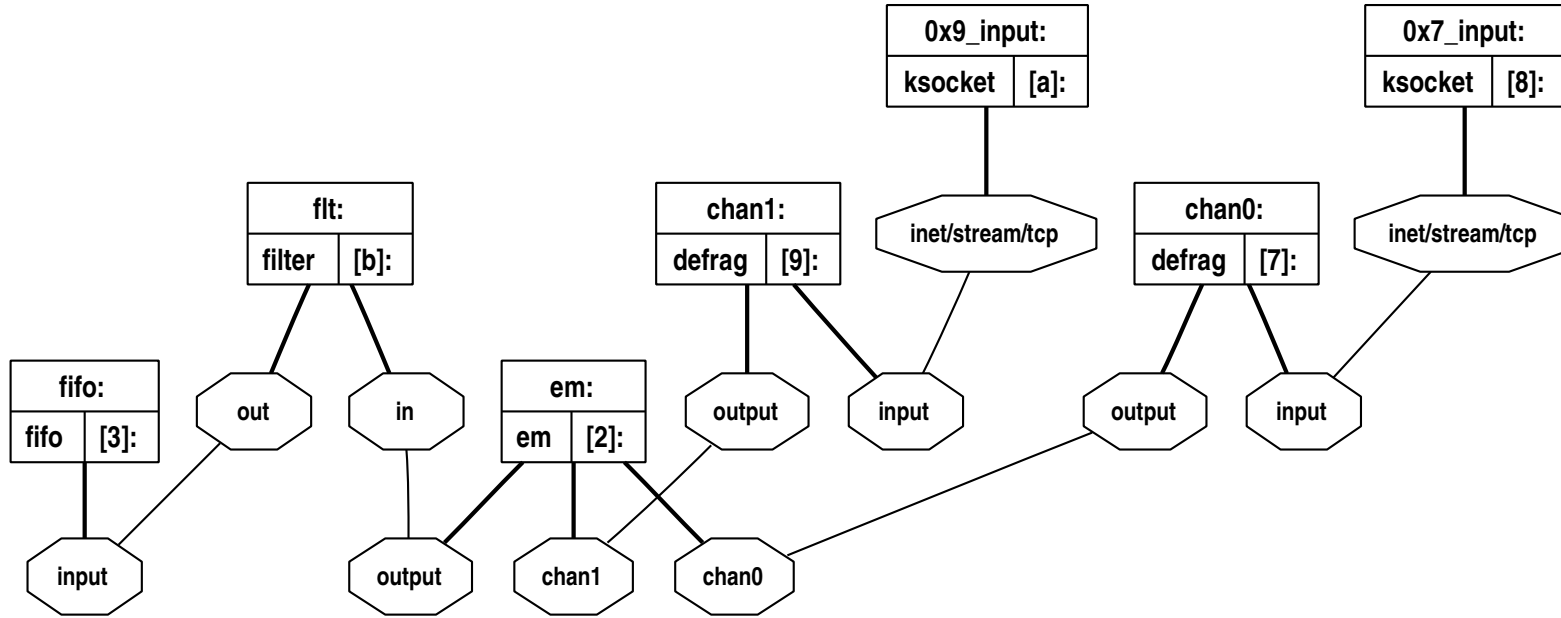 0x9_input:
ksocket [a]:
0x7_input:
ksocket [8]:
flt:
filter [b]:
chan1:
defrag [9]:
inet/stream/tcp
chan0:
defrag [7]:
inet/stream/tcp
fifo:
fifo [3]:
out
in
em:
em [2]:
output
input
output
input
input
output
chan1
chan0